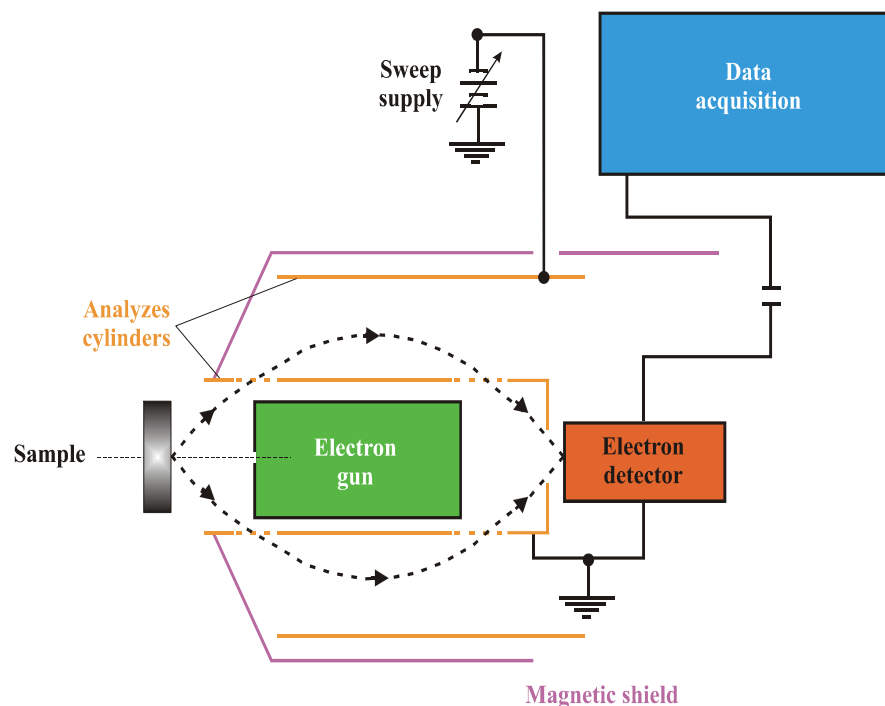 Sweep
supply
Data
acquisition
Analyzes
cylinders
Sample
Electron
gun
Electron
detector
Magnetic shield